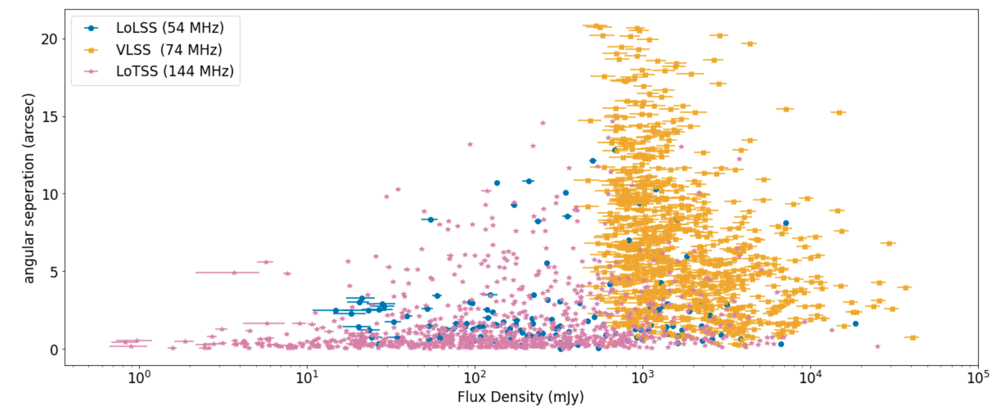 LoLSS (54 MHz)
VLSS  (74 MHz)
LoTSS (144 MHz)
20
15
10
5
0
angular seperation (arcsec)
10⁰ 10¹ 10² 10³ 10⁴ 10⁵
Flux Density (mJy)